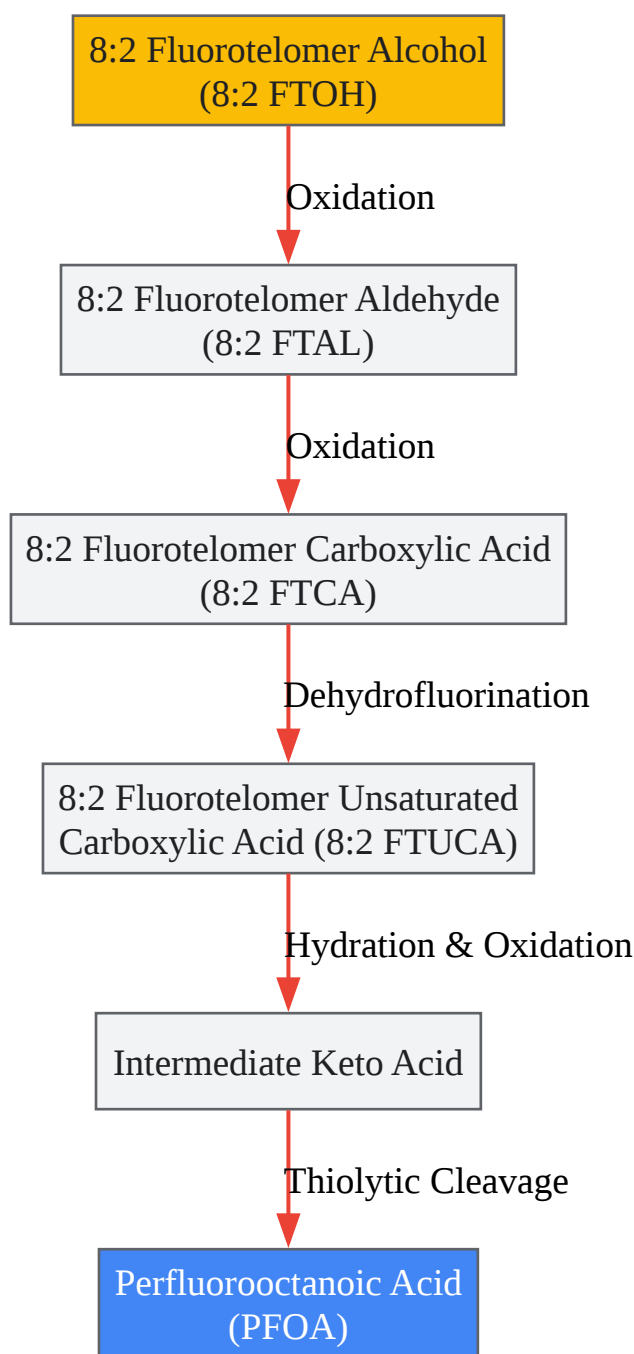 8:2 Fluorotelomer Alcohol
(8:2 FTOH)
Oxidation
8:2 Fluorotelomer Aldehyde
(8:2 FTAL)
Oxidation
8:2 Fluorotelomer Carboxylic Acid
(8:2 FTCA)
Dehydrofluorination
8:2 Fluorotelomer Unsaturated
Carboxylic Acid (8:2 FTUCA)
Hydration & Oxidation
Intermediate Keto Acid
Thiolytic Cleavage
Perfluorooctanoic Acid
(PFOA)